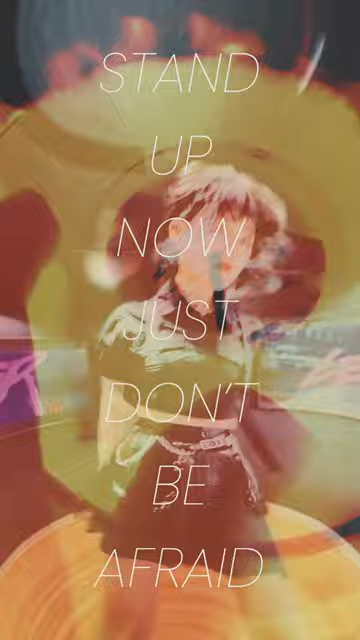 STAND
UP
NOW
JUST
DON'T
BE
AFRAID